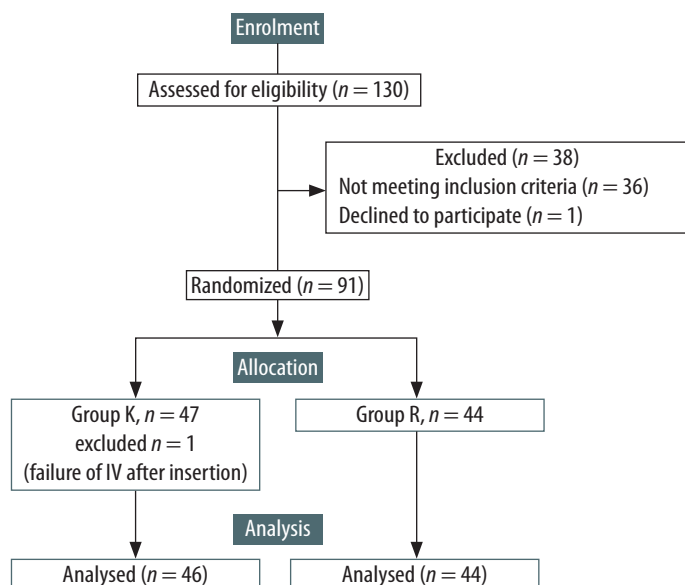 Enrolment
Assessed for eligibility (n = 130)
Excluded (n = 38)
Not meeting inclusion criteria (n = 36)
Declined to participate (n = 1)
Randomized (n = 91)
Allocation
Group K, n = 47
excluded n = 1
(failure of IV after insertion)
Group R, n = 44
Analysis
Analysed (n = 46)
Analysed (n = 44)